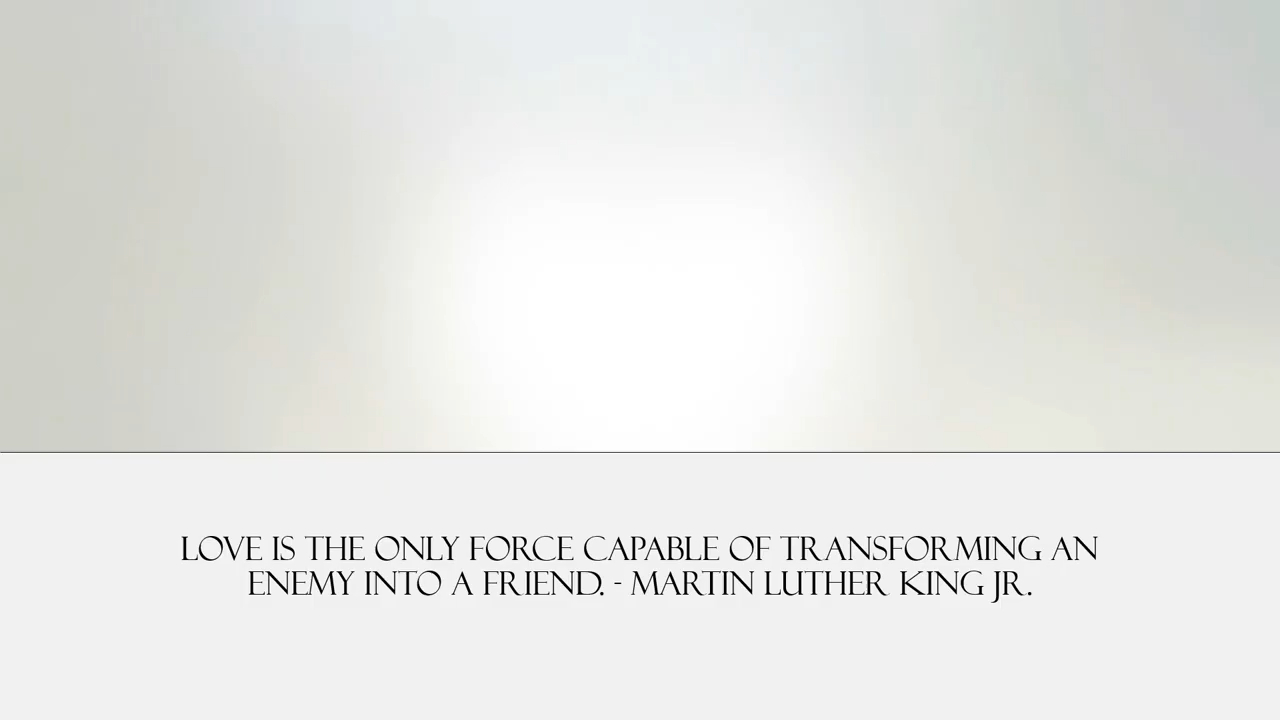 LOVE IS THE ONLY FORCE CAPABLE OF TRANSFORMING AN
ENEMY INTO A FRIEND. - MARTIN LUTHER KING JR.